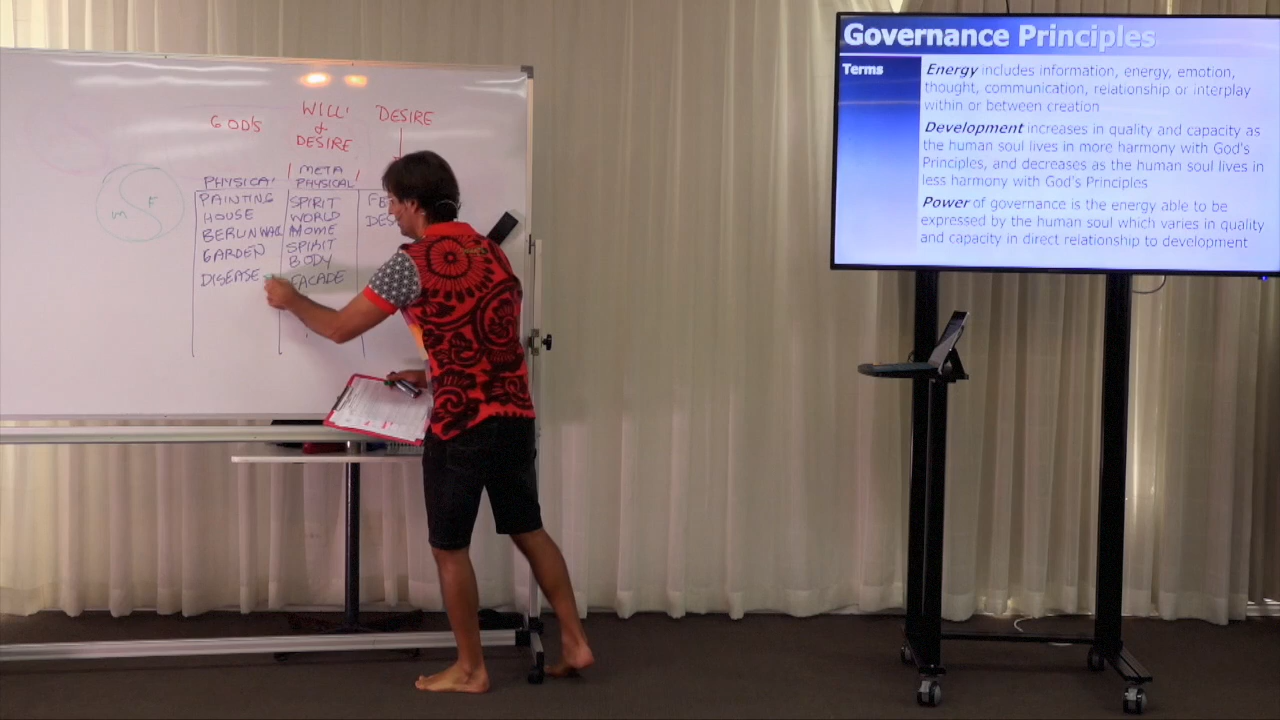 GOD'S
WILL'
&
DESIRE
DESIRE
PHYSICAL
META
PHYSICAL
PAINTING
HOUSE
BERLIN WALL
GARDEN
DISEASE
SPIRIT
WORLD
HOME
SPIRIT
BODY
FACADE
M
F
Governance Principles
Terms
Energy includes information, energy, emotion,
thought, communication, relationship or interplay
within or between creation
Development increases in quality and capacity as
the human soul lives in more harmony with God's
Principles, and decreases as the human soul lives in
less harmony with God's Principles
Power of governance is the energy able to be
expressed by the human soul which varies in quality
and capacity in direct relationship to development